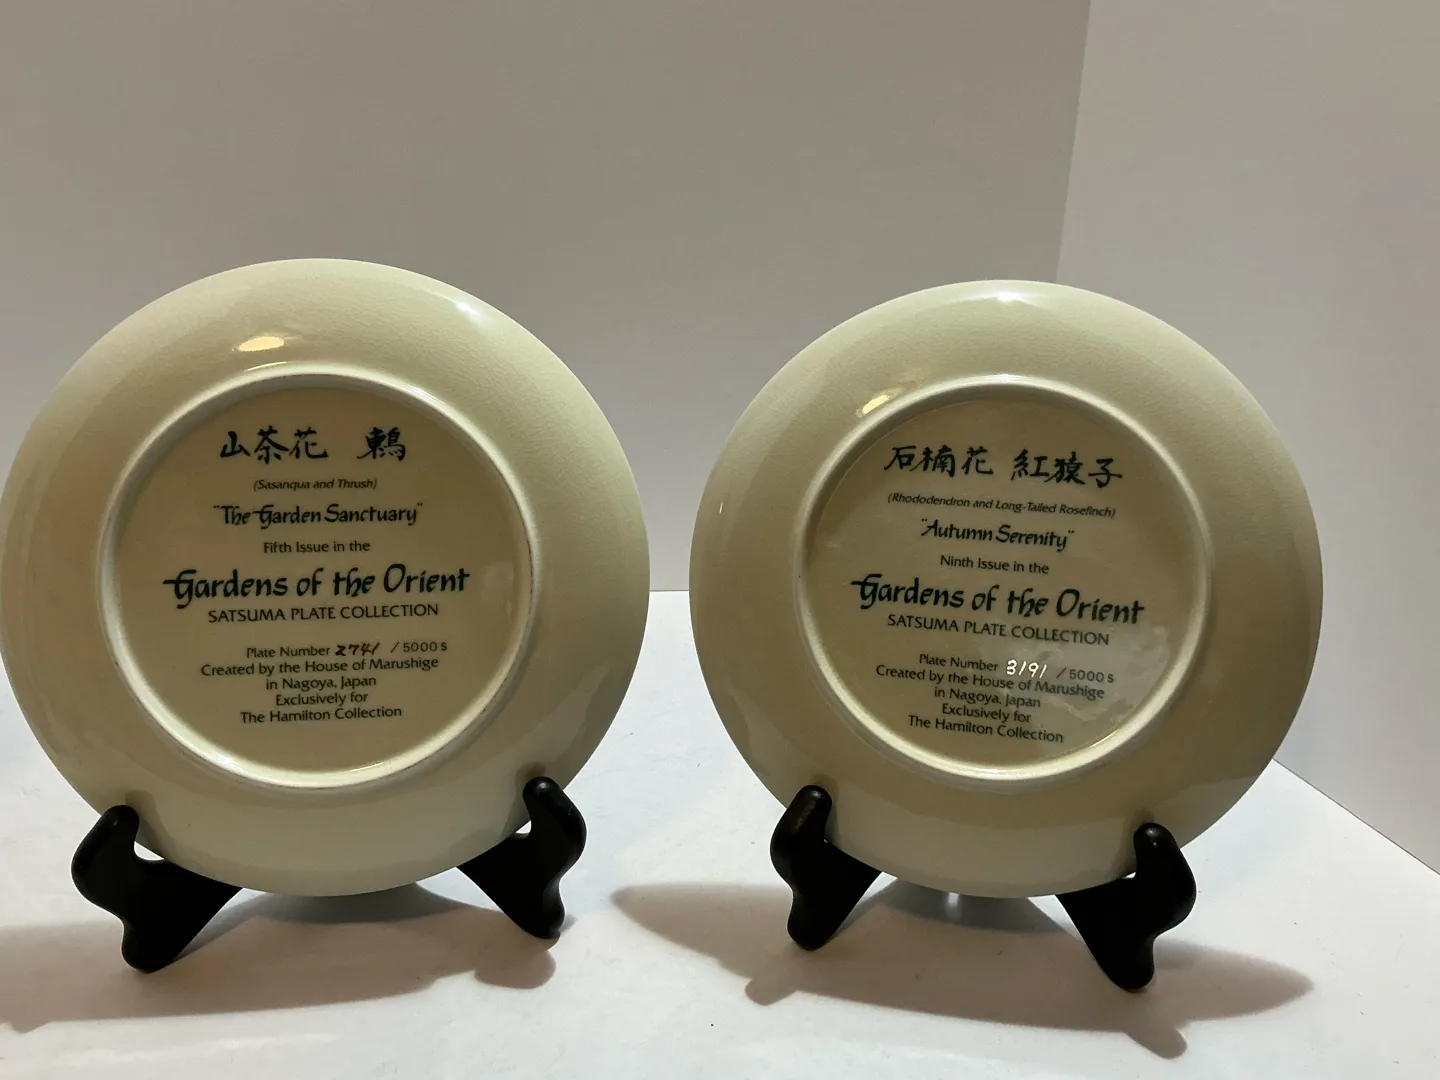 山茶花 鶫
(Sasanqua and Thrush)
"The Garden Sanctuary"
Fifth Issue in the
Gardens of the Orient
SATSUMA PLATE COLLECTION
Plate Number 2741 / 5000 s
Created by the House of Marushige
in Nagoya, Japan
Exclusively for
The Hamilton Collection
石楠花 紅猿子
(Rhododendron and Long-Tailed Rosefinch)
"Autumn Serenity"
Ninth Issue in the
Gardens of the Orient
SATSUMA PLATE COLLECTION
Plate Number 3191 / 5000 s
Created by the House of Marushige
in Nagoya, Japan
Exclusively for
The Hamilton Collection